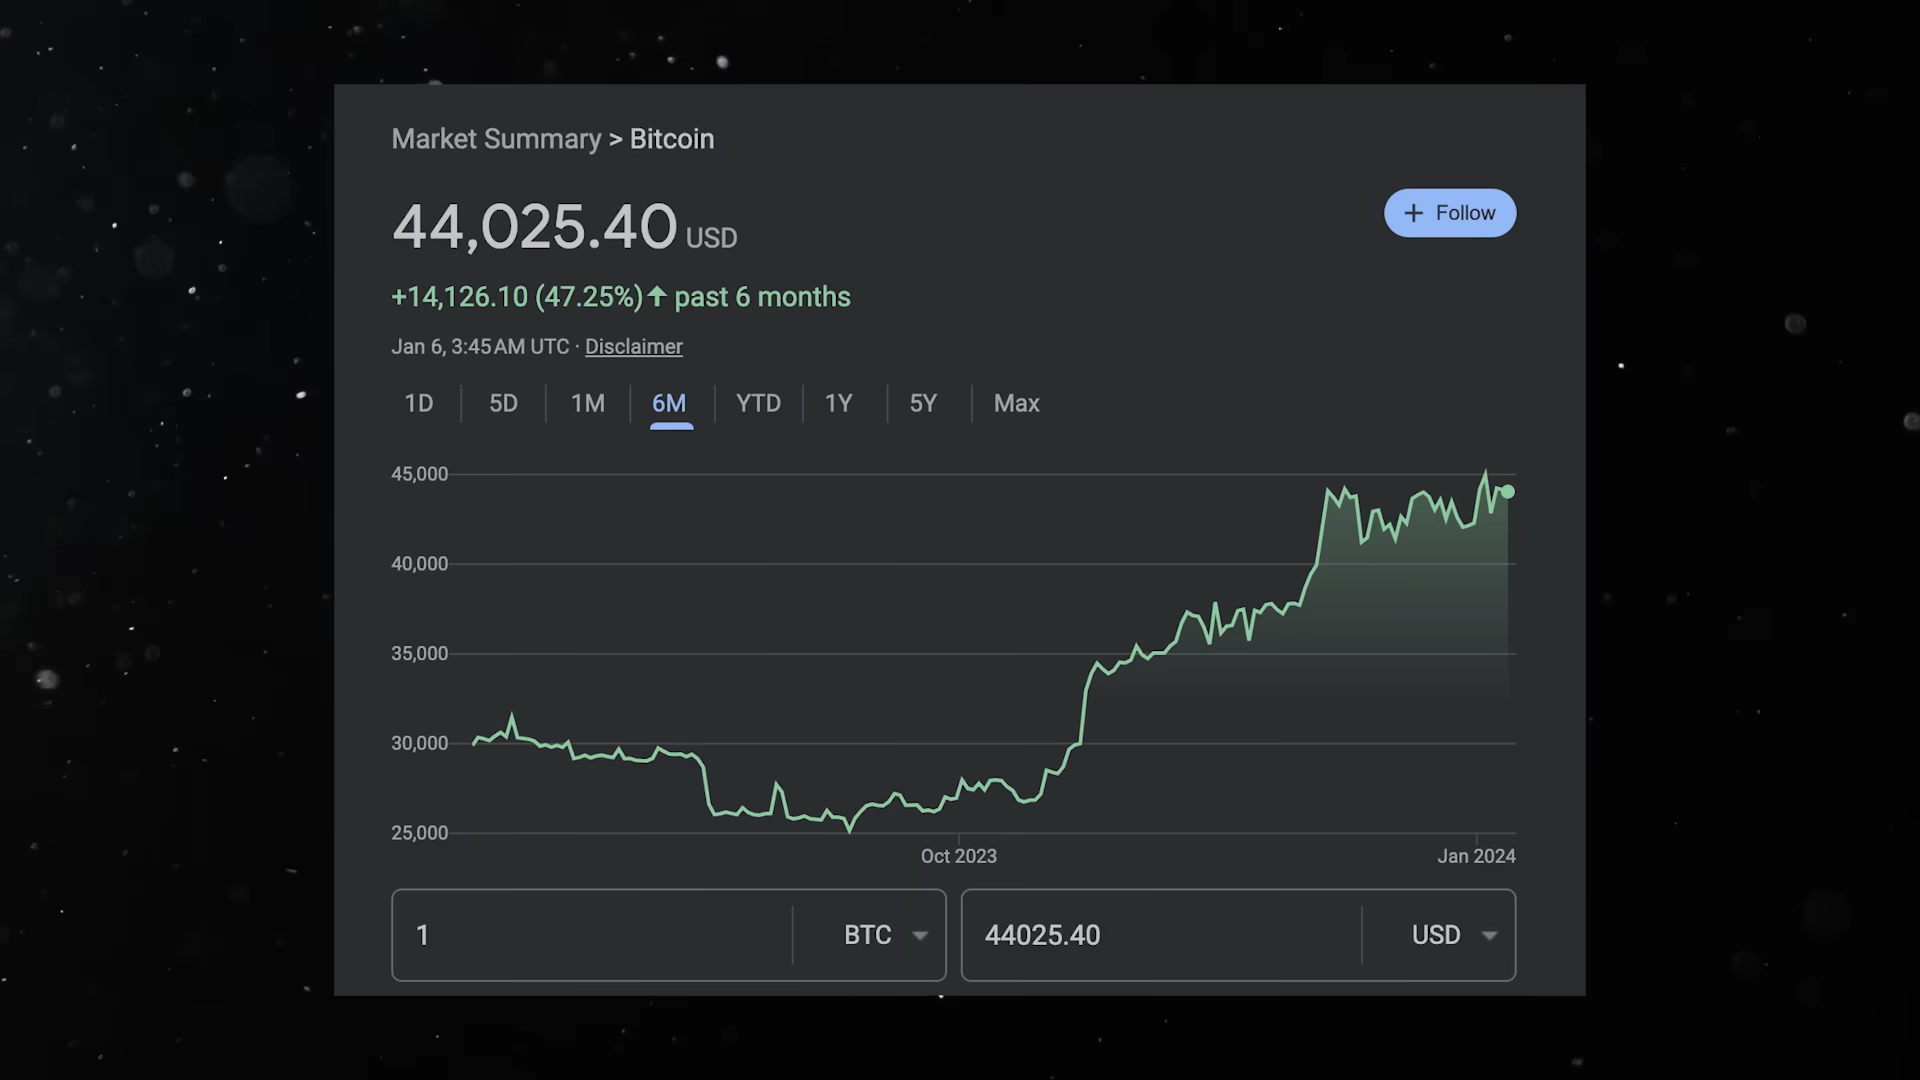 Market Summary > Bitcoin
44,025.40 USD
+ Follow
+14,126.10 (47.25%)↑ past 6 months
Jan 6, 3:45 AM UTC · Disclaimer
1D 5D 1M 6M YTD 1Y 5Y Max
45,000
40,000
35,000
30,000
25,000
Oct 2023 Jan 2024
1 BTC 44025.40 USD